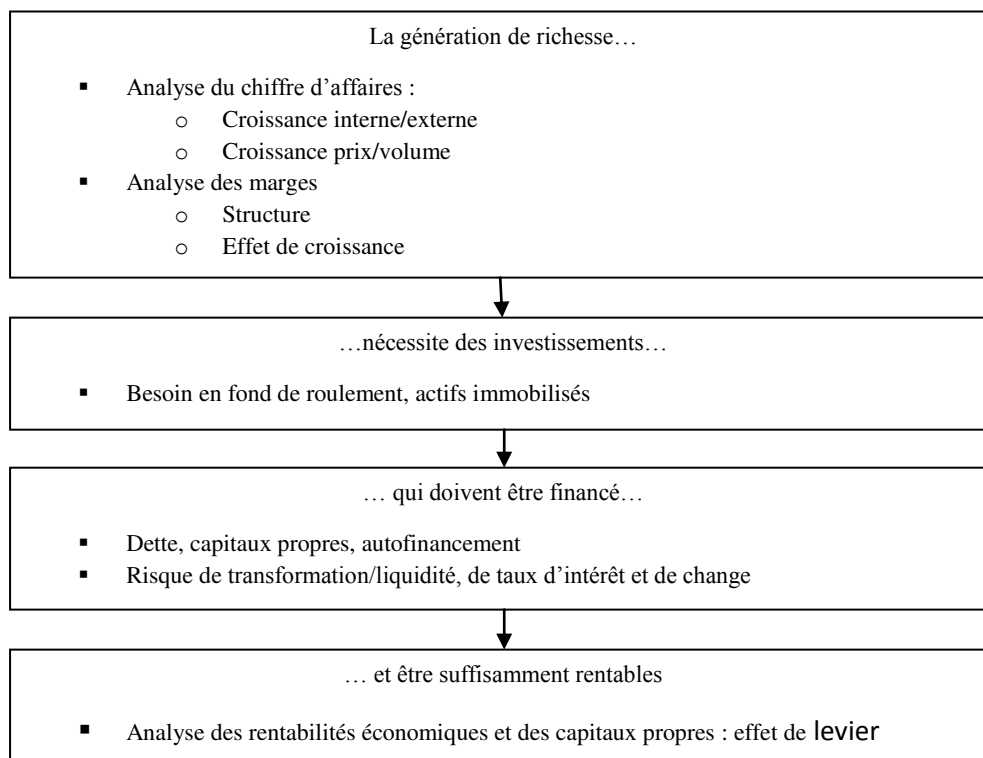 La génération de richesse…
▪ Analyse du chiffre d’affaires :
o Croissance interne/externe
o Croissance prix/volume
▪ Analyse des marges
o Structure
o Effet de croissance
…nécessite des investissements…
▪ Besoin en fond de roulement, actifs immobilisés
… qui doivent être financé…
▪ Dette, capitaux propres, autofinancement
▪ Risque de transformation/liquidité, de taux d’intérêt et de change
… et être suffisamment rentables
▪ Analyse des rentabilités économiques et des capitaux propres : effet de levier